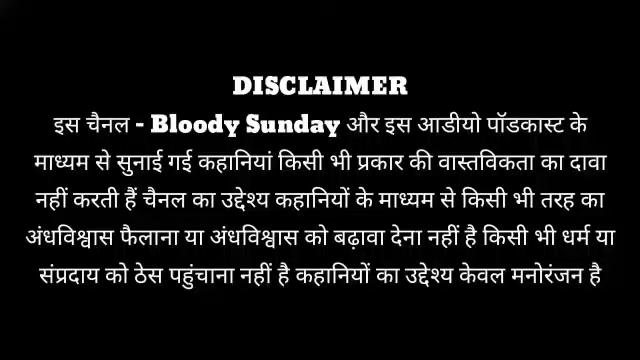 DISCLAIMER
इस चैनल - Bloody Sunday और इस आडीयो पॉडकास्ट के
माध्यम से सुनाई गई कहानियां किसी भी प्रकार की वास्तविकता का दावा
नहीं करती हैं चैनल का उद्देश्य कहानियों के माध्यम से किसी भी तरह का
अंधविश्वास फैलाना या अंधविश्वास को बढ़ावा देना नहीं है किसी भी धर्म या
संप्रदाय को ठेस पहुंचाना नहीं है कहानियों का उद्देश्य केवल मनोरंजन है